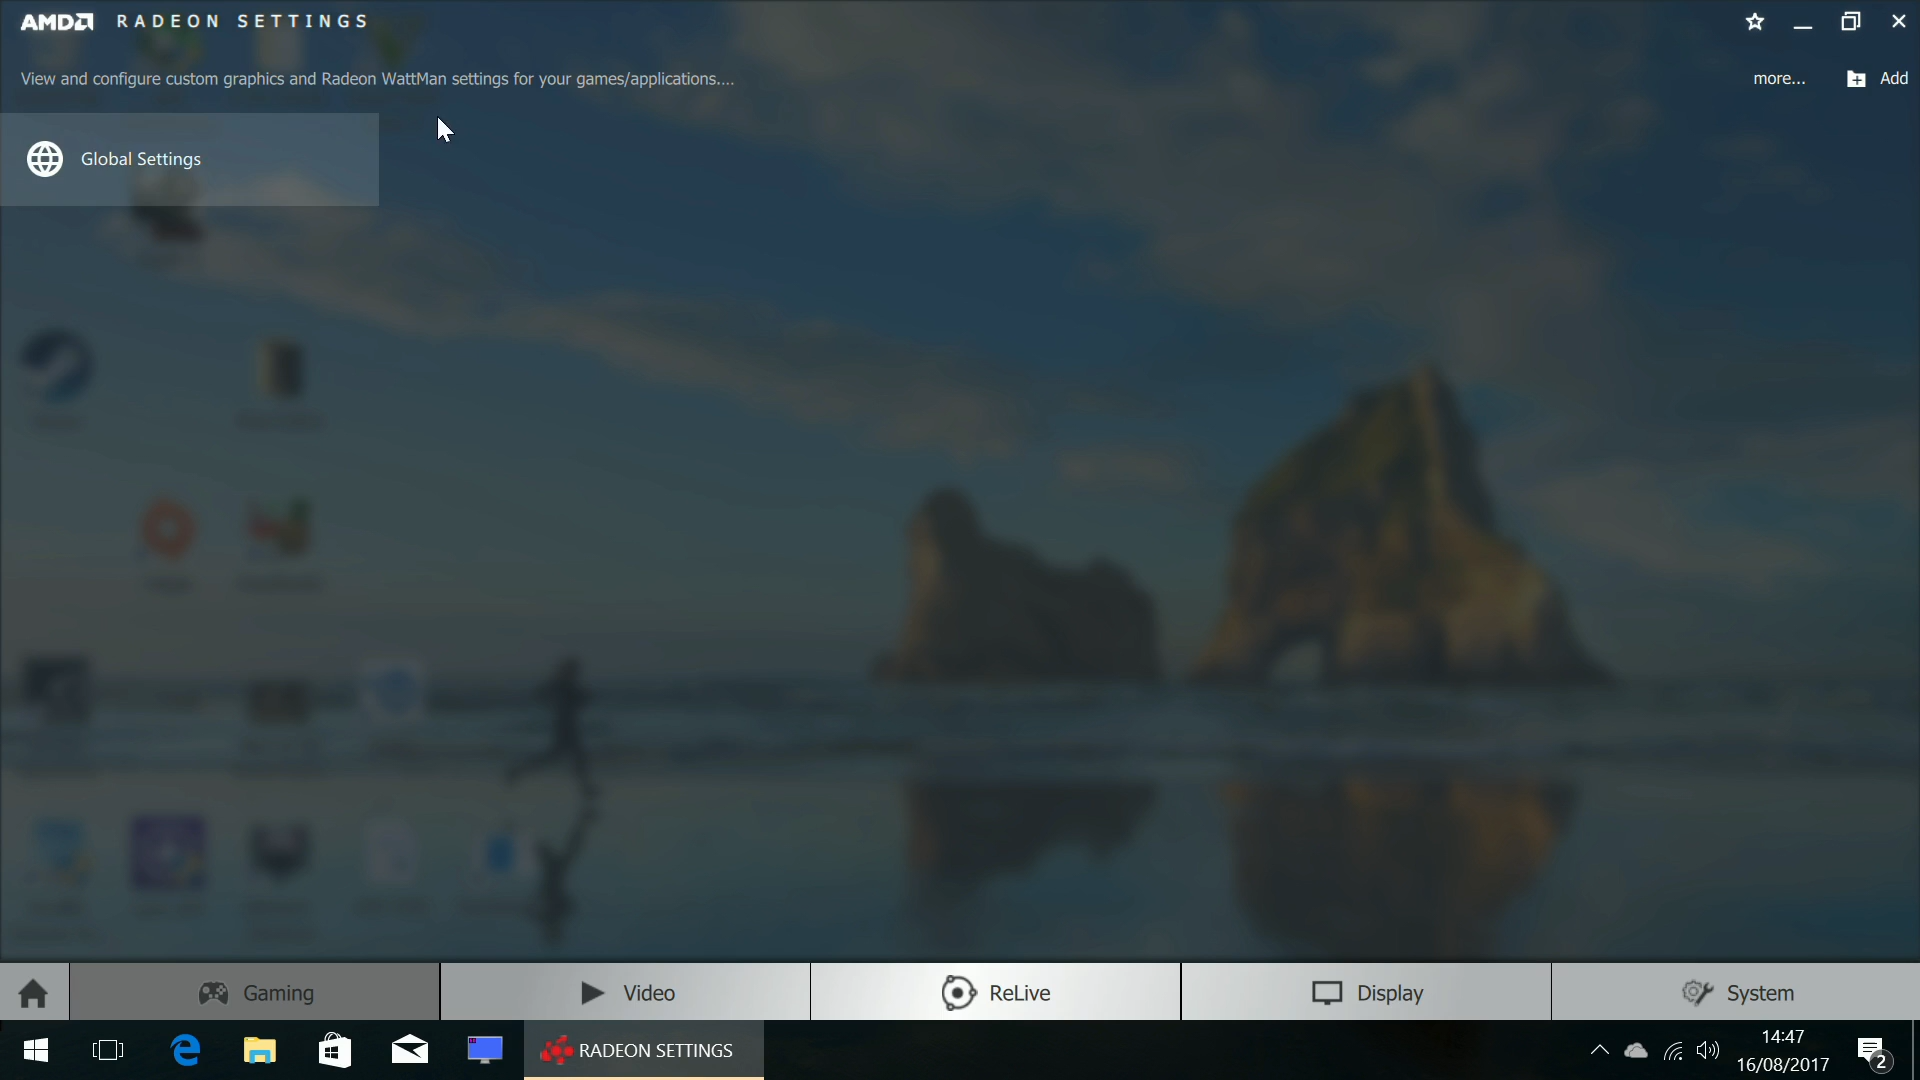 AMD RADEON SETTINGS
View and configure custom graphics and Radeon WattMan settings for your games/applications....
more... Add
Global Settings
Gaming Video ReLive Display System
RADEON SETTINGS
14:47
16/08/2017
2